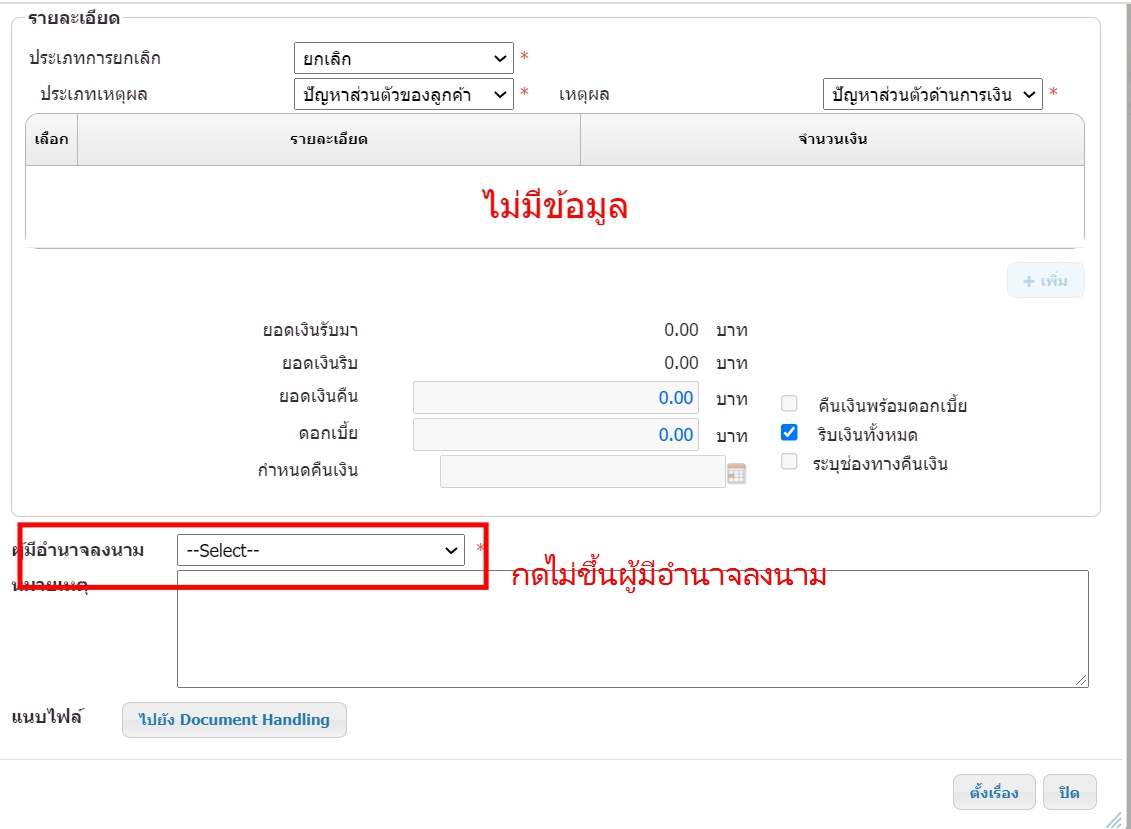 รายละเอียด
ประเภทการยกเลิก ยกเลิก *
ประเภทเหตุผล ปัญหาส่วนตัวของลูกค้า * เหตุผล ปัญหาส่วนตัวด้านการเงิน *
เลือก รายละเอียด จำนวนเงิน
ไม่มีข้อมูล
+ เพิ่ม
ยอดเงินรับมา 0.00 บาท
ยอดเงินริบ 0.00 บาท
ยอดเงินคืน 0.00 บาท คืนเงินพร้อมดอกเบี้ย
ดอกเบี้ย 0.00 บาท ริบเงินทั้งหมด
กำหนดคืนเงิน ระบุช่องทางคืนเงิน
ผู้มีอำนาจลงนาม --Select-- *
กดไม่ขึ้นผู้มีอำนาจลงนาม
หมายเหตุ
แนบไฟล์ ไปยัง Document Handling
ตั้งเรื่อง ปิด